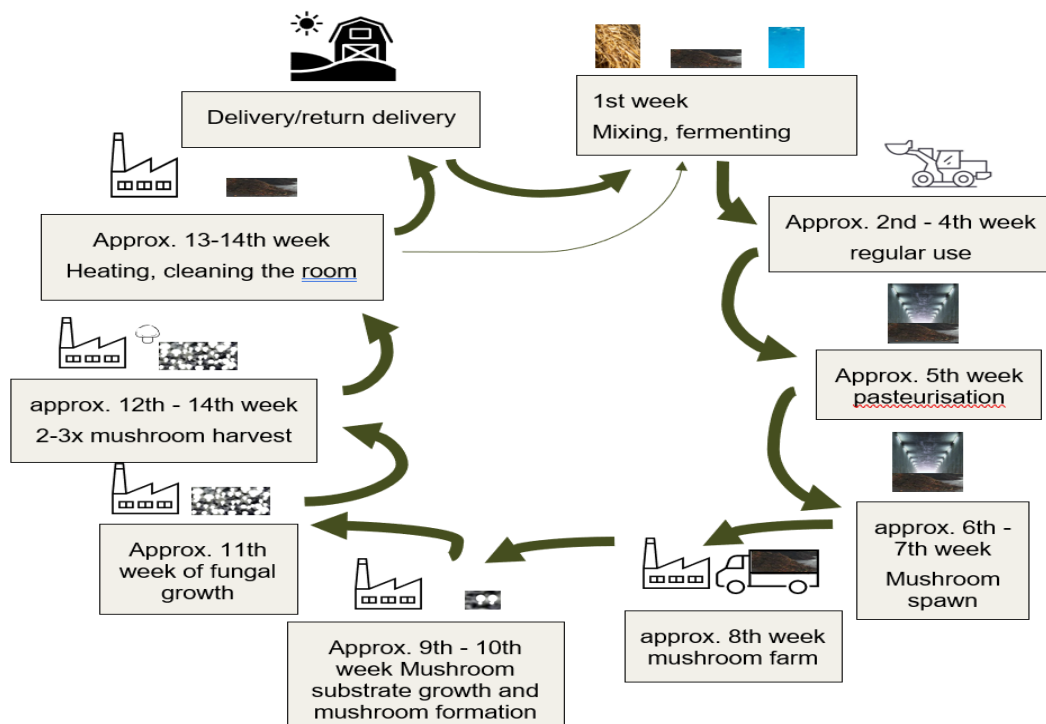 Delivery/return delivery
1st week
Mixing, fermenting
Approx. 2nd - 4th week
regular use
Approx. 5th week
pasteurisation
approx. 6th -
7th week
Mushroom
spawn
approx. 8th week
mushroom farm
Approx. 9th - 10th
week Mushroom
substrate growth and
mushroom formation
Approx. 11th
week of fungal
growth
approx. 12th - 14th week
2-3x mushroom harvest
Approx. 13-14th week
Heating, cleaning the room